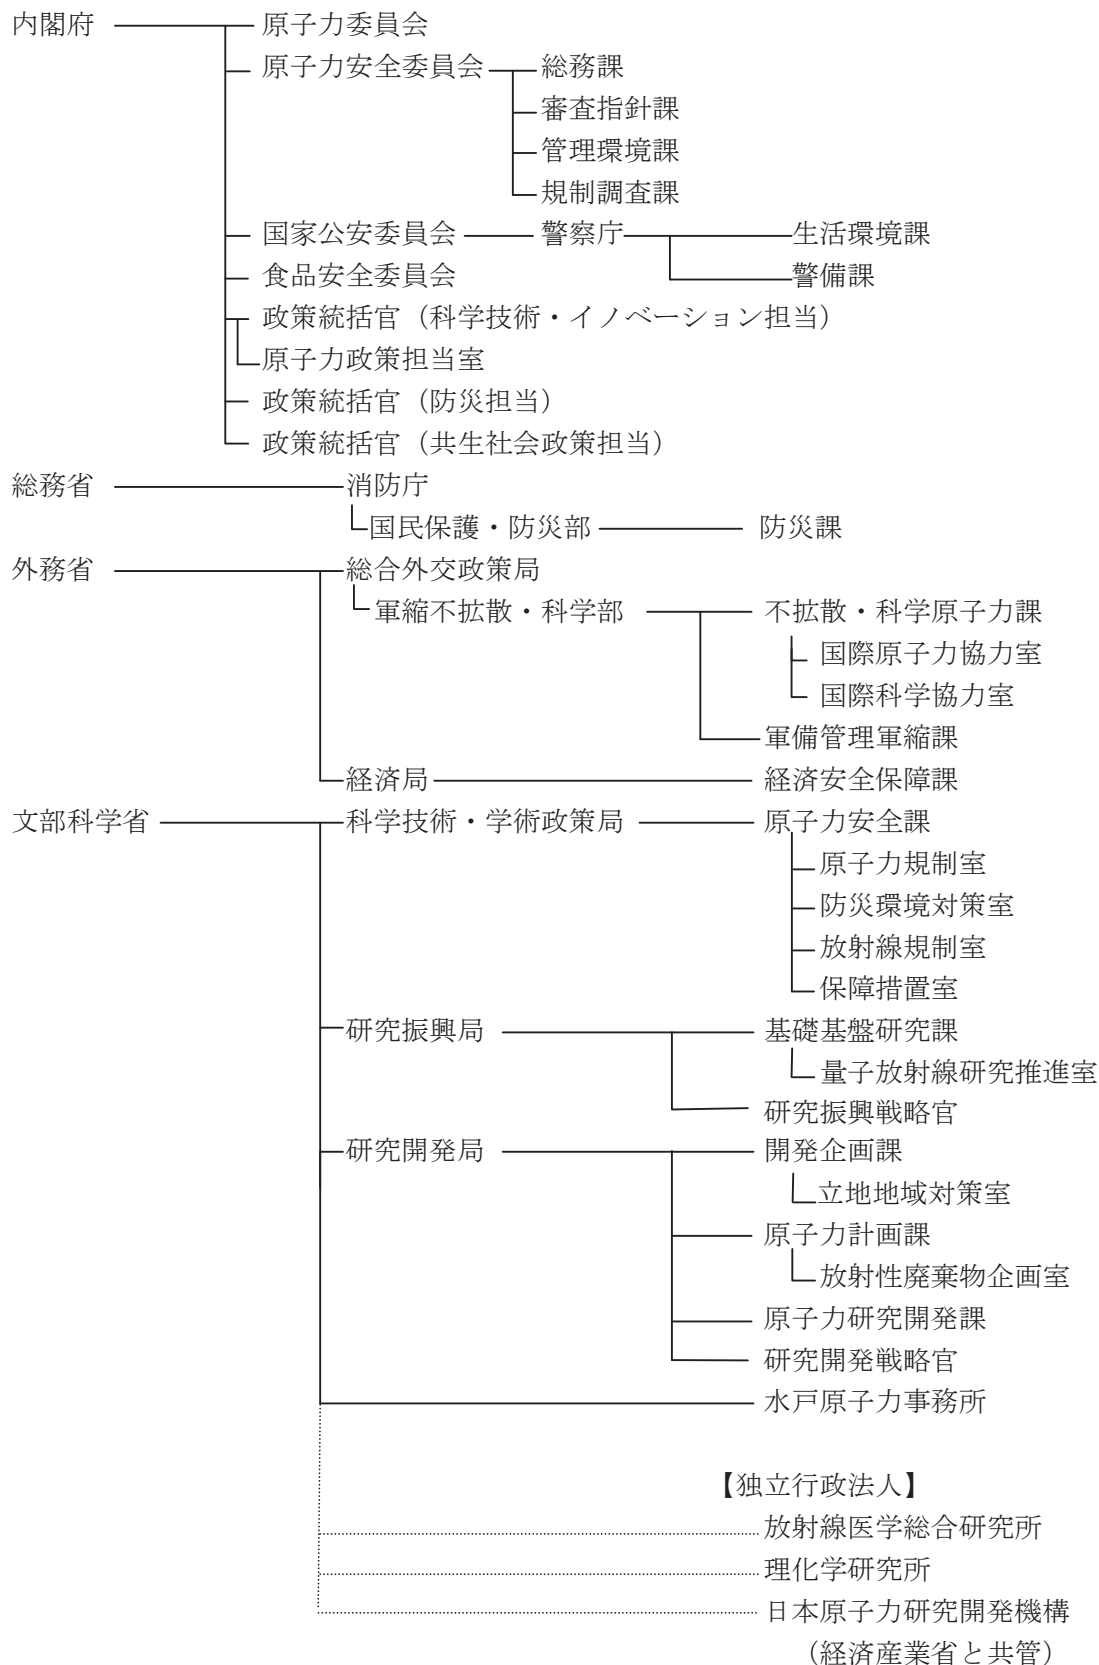 内閣府 原子力委員会
原子力安全委員会 総務課
審査指針課
管理環境課
規制調査課
国家公安委員会 警察庁 生活環境課
食品安全委員会 警備課
政策統括官（科学技術・イノベーション担当）
原子力政策担当室
政策統括官（防災担当）
政策統括官（共生社会政策担当）
総務省 消防庁
国民保護・防災部 防災課
外務省 総合外交政策局
軍縮不拡散・科学部 不拡散・科学原子力課
国際原子力協力室
国際科学協力室
軍備管理軍縮課
経済局 経済安全保障課
文部科学省 科学技術・学術政策局 原子力安全課
原子力規制室
防災環境対策室
放射線規制室
保障措置室
研究振興局 基礎基盤研究課
量子放射線研究推進室
研究振興戦略官
研究開発局 開発企画課
立地地域対策室
原子力計画課
放射性廃棄物企画室
原子力研究開発課
研究開発戦略官
水戸原子力事務所
【独立行政法人】
放射線医学総合研究所
理化学研究所
日本原子力研究開発機構
（経済産業省と共管）